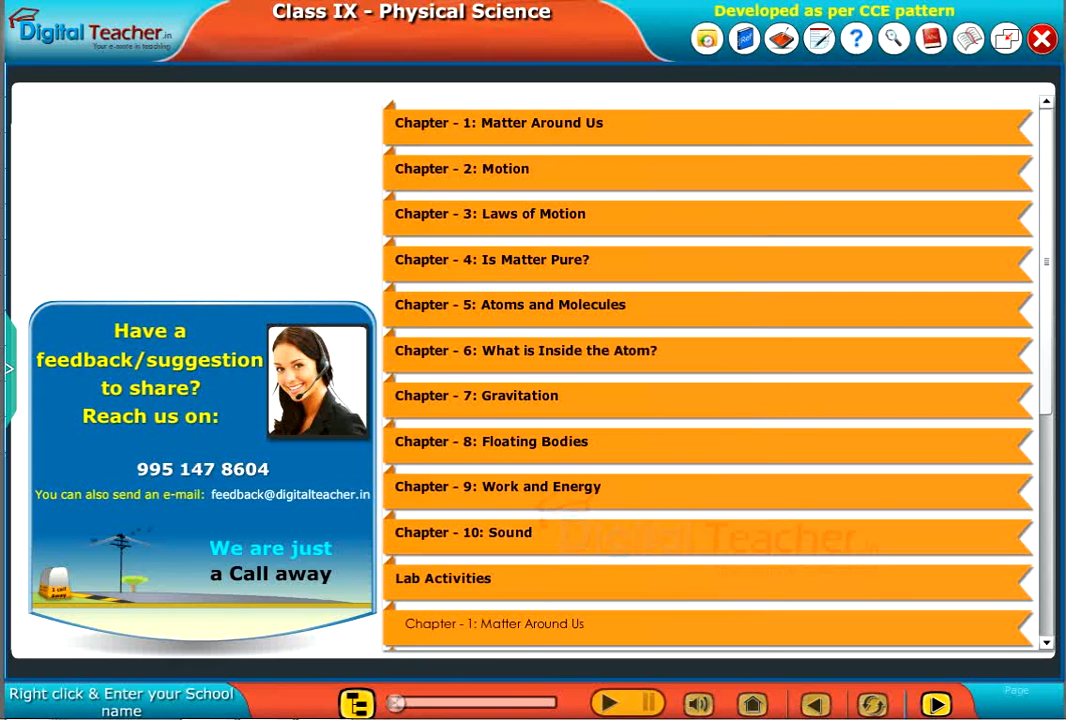 Digital Teacher.in
Your e-mate in teaching
Class IX - Physical Science
Developed as per CCE pattern
Chapter - 1: Matter Around Us
Chapter - 2: Motion
Chapter - 3: Laws of Motion
Chapter - 4: Is Matter Pure?
Chapter - 5: Atoms and Molecules
Chapter - 6: What is Inside the Atom?
Chapter - 7: Gravitation
Chapter - 8: Floating Bodies
Chapter - 9: Work and Energy
Chapter - 10: Sound
Lab Activities
Chapter - 1: Matter Around Us
Digital Teacher.in
Have a
feedback/suggestion
to share?
Reach us on:
995 147 8604
You can also send an e-mail: feedback@digitalteacher.in
We are just
a Call away
Right click & Enter your School
name
Page